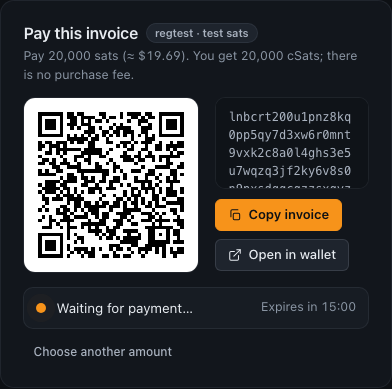 Pay this invoice
regtest · test sats
Pay 20,000 sats (≈ $19.69). You get 20,000 cSats; there
is no purchase fee.
lnbcrt200u1pnz8kq
0pp5qy7d3xw6r0mnt
9vxk2c8a0l4ghs3e5
u7wqzq3jf2ky6v8s0
Copy invoice
Open in wallet
Waiting for payment...
Expires in 15:00
Choose another amount